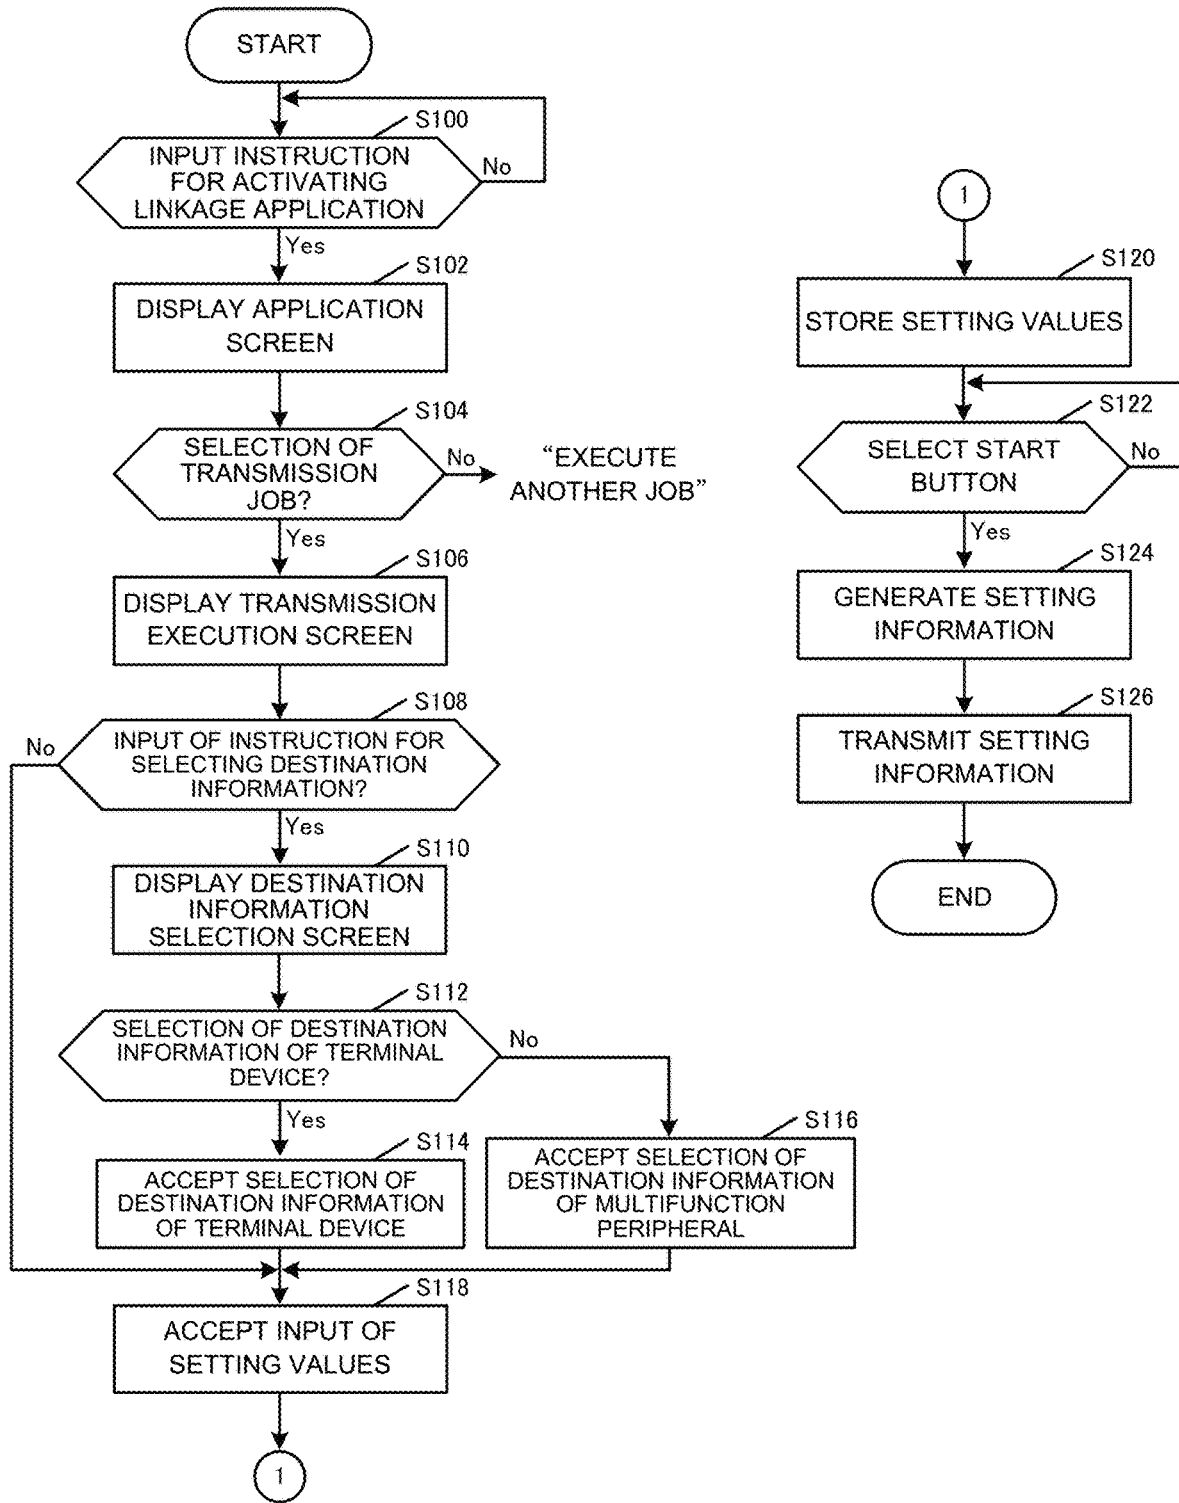 START
S100
INPUT INSTRUCTION
FOR ACTIVATING
LINKAGE APPLICATION
No
Yes
S102
DISPLAY APPLICATION
SCREEN
S104
SELECTION OF
TRANSMISSION
JOB?
No
“EXECUTE
ANOTHER JOB”
Yes
S106
DISPLAY TRANSMISSION
EXECUTION SCREEN
S108
No
INPUT OF INSTRUCTION FOR
SELECTING DESTINATION
INFORMATION?
Yes
S110
DISPLAY DESTINATION
INFORMATION
SELECTION SCREEN
S112
SELECTION OF DESTINATION
INFORMATION OF TERMINAL
DEVICE?
No
Yes
S114
ACCEPT SELECTION OF
DESTINATION INFORMATION
OF TERMINAL DEVICE
S116
ACCEPT SELECTION OF
DESTINATION INFORMATION
OF MULTIFUNCTION
PERIPHERAL
S118
ACCEPT INPUT OF
SETTING VALUES
1
1
S120
STORE SETTING VALUES
S122
SELECT START
BUTTON
No
Yes
S124
GENERATE SETTING
INFORMATION
S126
TRANSMIT SETTING
INFORMATION
END